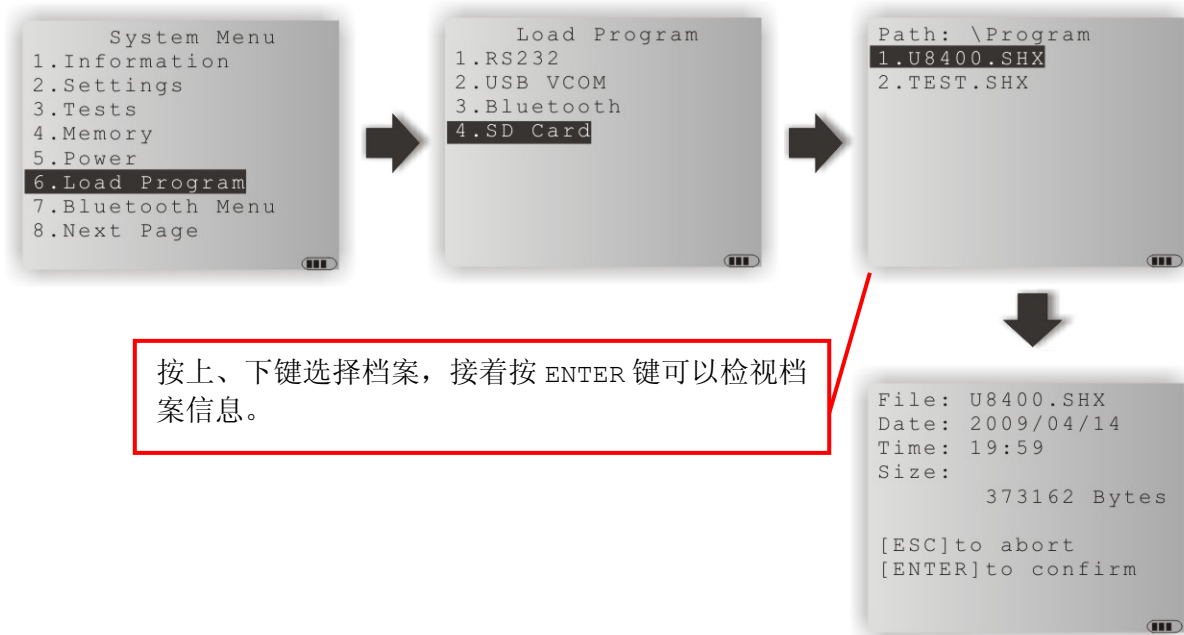 System Menu
1.Information
2.Settings
3.Tests
4.Memory
5.Power
6.Load Program
7.Bluetooth Menu
8.Next Page
Load Program
1.RS232
2.USB VCOM
3.Bluetooth
4.SD Card
Path: \Program
1.U8400.SHX
2.TEST.SHX
按上、下键选择档案，接着按 ENTER 键可以检视档
案信息。
File: U8400.SHX
Date: 2009/04/14
Time: 19:59
Size:
373162 Bytes
[ESC]to abort
[ENTER]to confirm